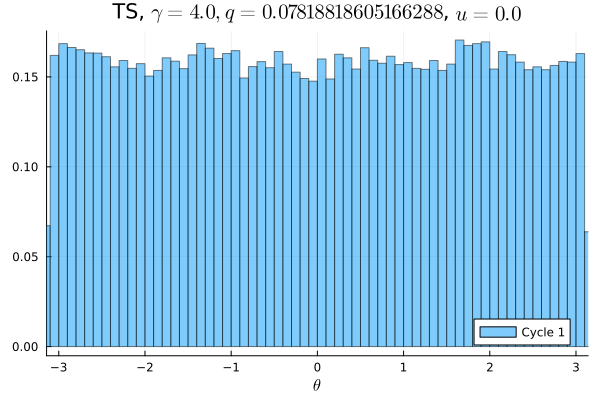 TS, γ = 4.0, q = 0.07818818605166288, u = 0.0
0.15
0.10
0.05
0.00
Cycle 1
−3 −2 −1 0 1 2 3
θ